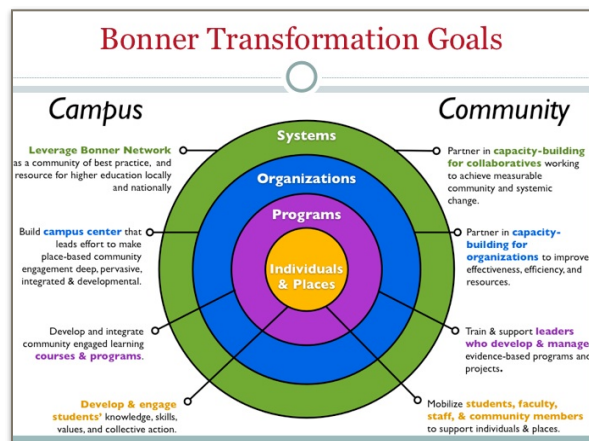 Bonner Transformation Goals
Campus
Community
Systems
Organizations
Programs
Individuals
& Places
Leverage Bonner Network
as a community of best practice, and
resource for higher education locally
and nationally
Build campus center that
leads effort to make
place-based community
engagement deep, pervasive,
integrated & developmental.
Develop and integrate
community engaged learning
courses & programs.
Develop & engage
students' knowledge, skills,
values, and collective action.
Partner in capacity-building
for collaboratives working
to achieve measurable
community and systemic
change.
Partner in capacity-
building for
organizations to improve
effectiveness, efficiency, and
resources.
Train & support leaders
who develop & manage
evidence-based programs and
projects.
Mobilize students, faculty,
staff, & community members
to support individuals & places.